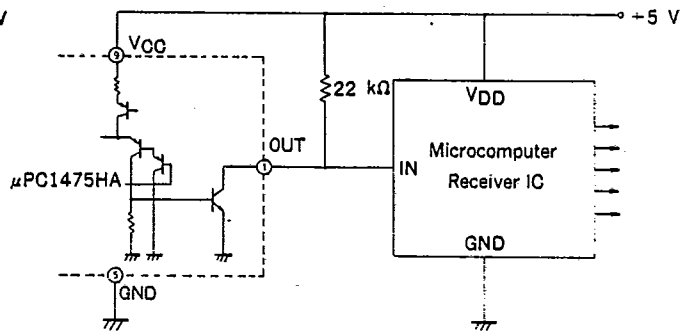 V
+5 V
9
VCC
22 kΩ
VDD
OUT
1
IN
Microcomputer
Receiver IC
μPC1475HA
GND
5
GND